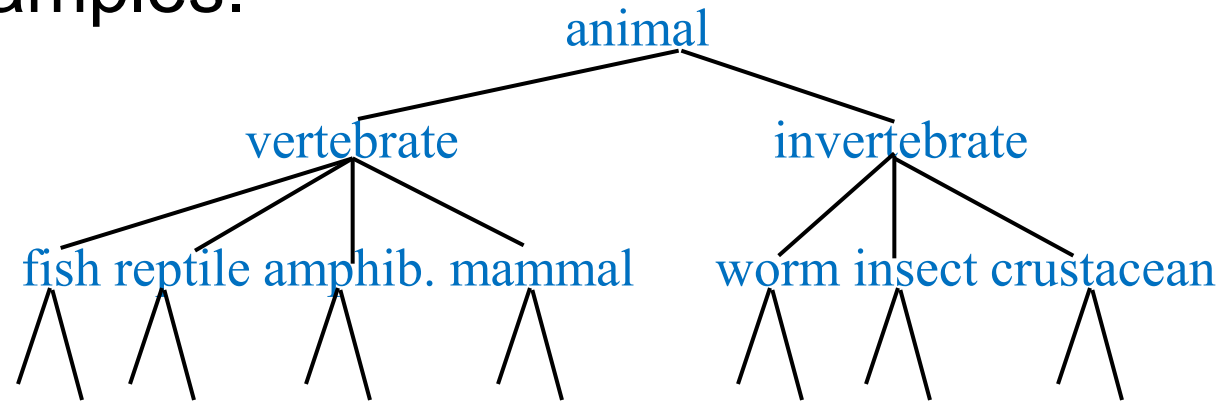 animal
vertebrate invertebrate
fish reptile amphib. mammal worm insect crustacean